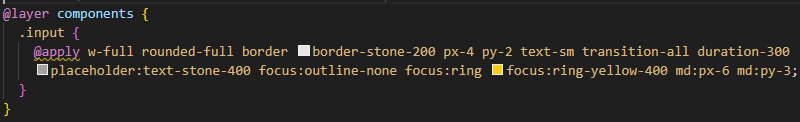 @layer components {
.input {
@apply w-full rounded-full border border-stone-200 px-4 py-2 text-sm transition-all duration-300
placeholder:text-stone-400 focus:outline-none focus:ring focus:ring-yellow-400 md:px-6 md:py-3;
}
}